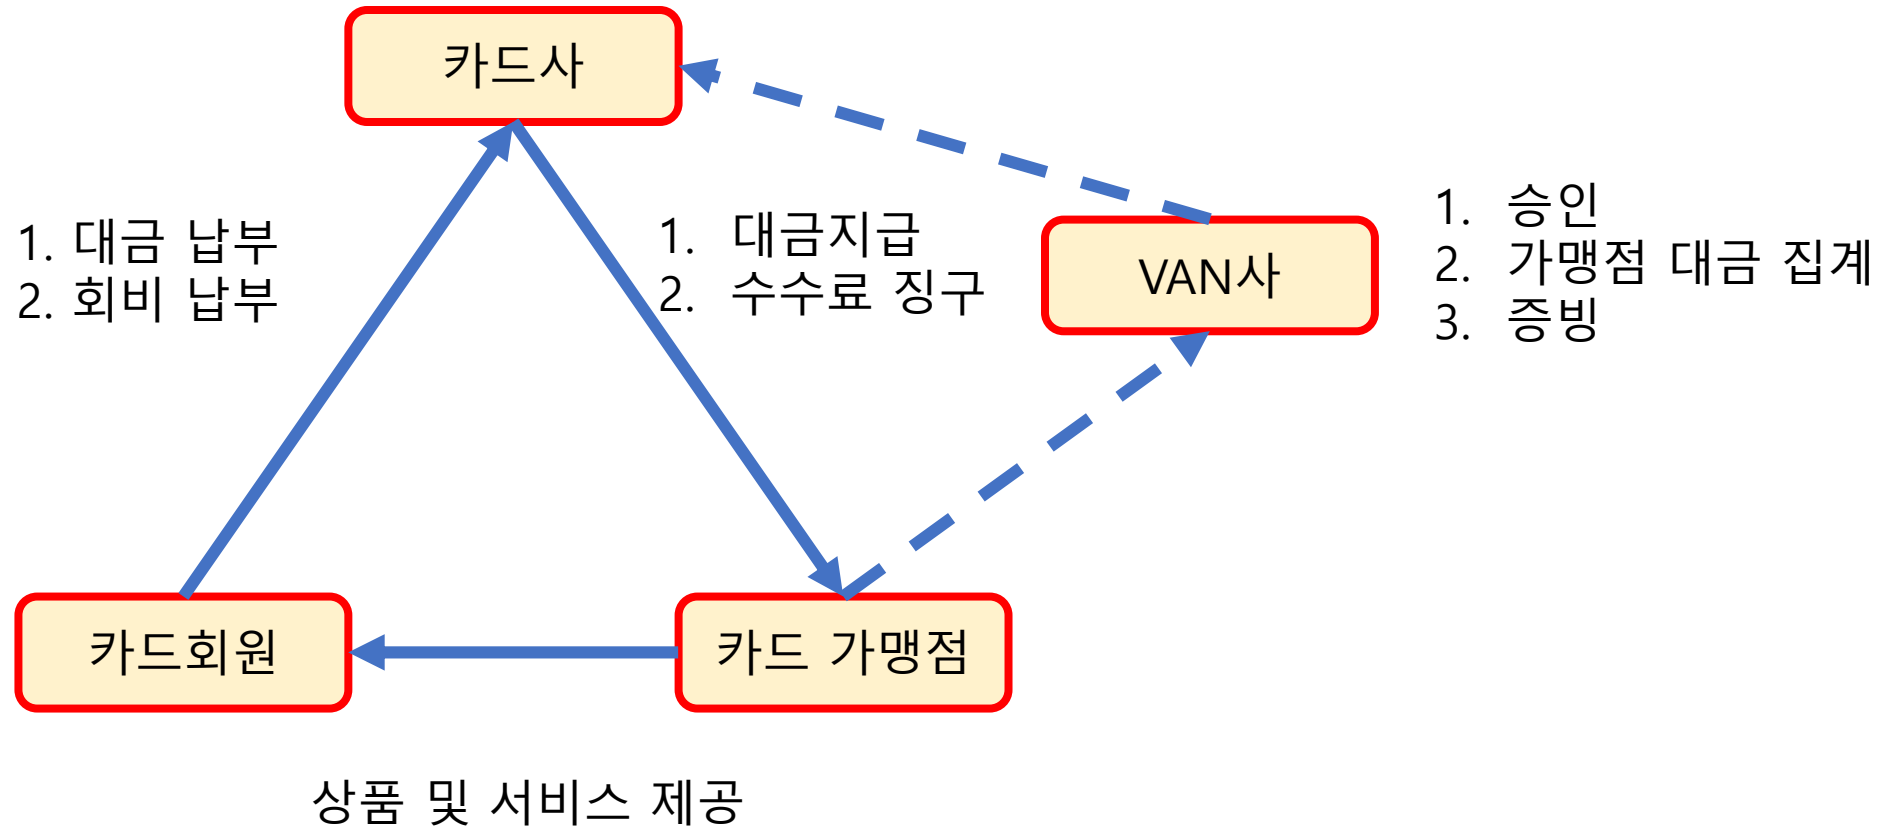 카드사
1. 대금 납부
2. 회비 납부
1. 대금지급
2. 수수료 징구
VAN사
1. 승인
2. 가맹점 대금 집계
3. 증빙
카드회원
카드 가맹점
상품 및 서비스 제공